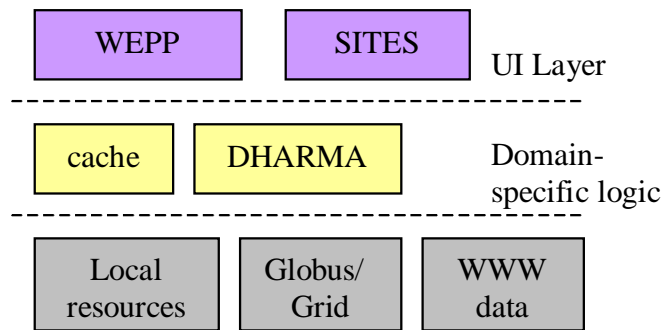 WEPP
SITES
UI Layer
cache
DHARMA
Domain-
specific logic
Local
resources
Globus/
Grid
WWW
data